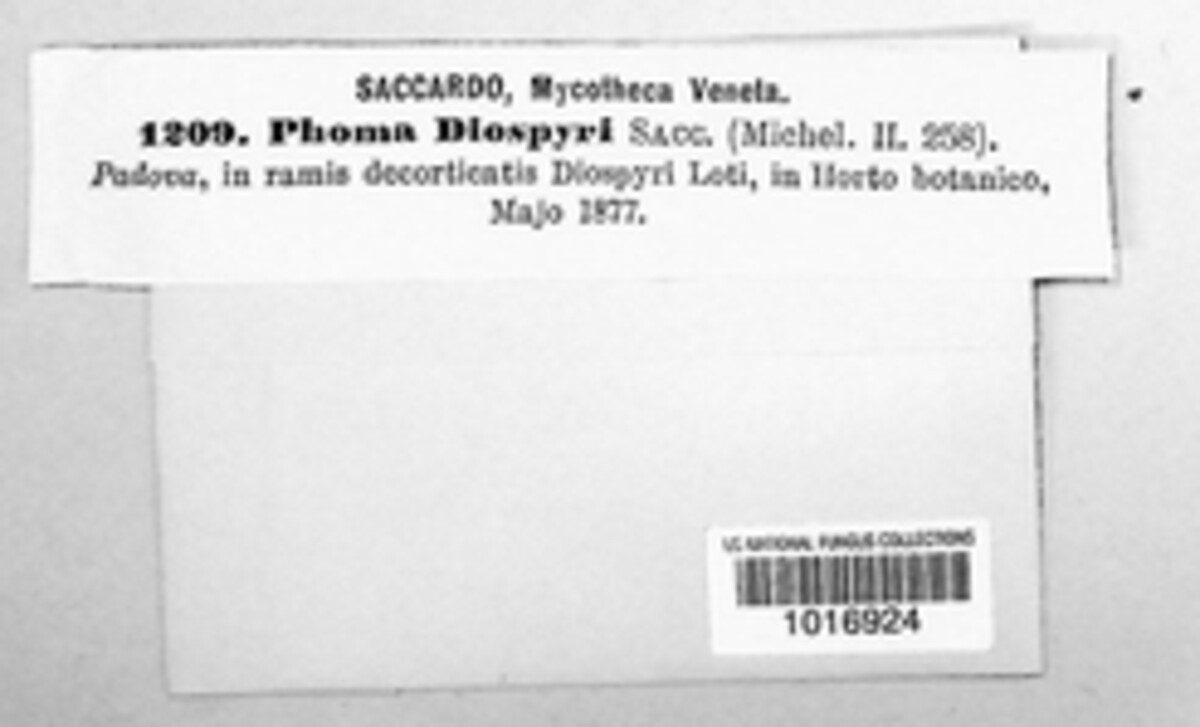 SACCARDO, Mycotheca Veneta.
1209. Phoma Diospyri SACC. (Michel. II. 258).
Padova, in ramis decorticatis Diospyri Loti, in Horto botanico,
Majo 1877.
U.S. NATIONAL FUNGUS COLLECTIONS
1016924